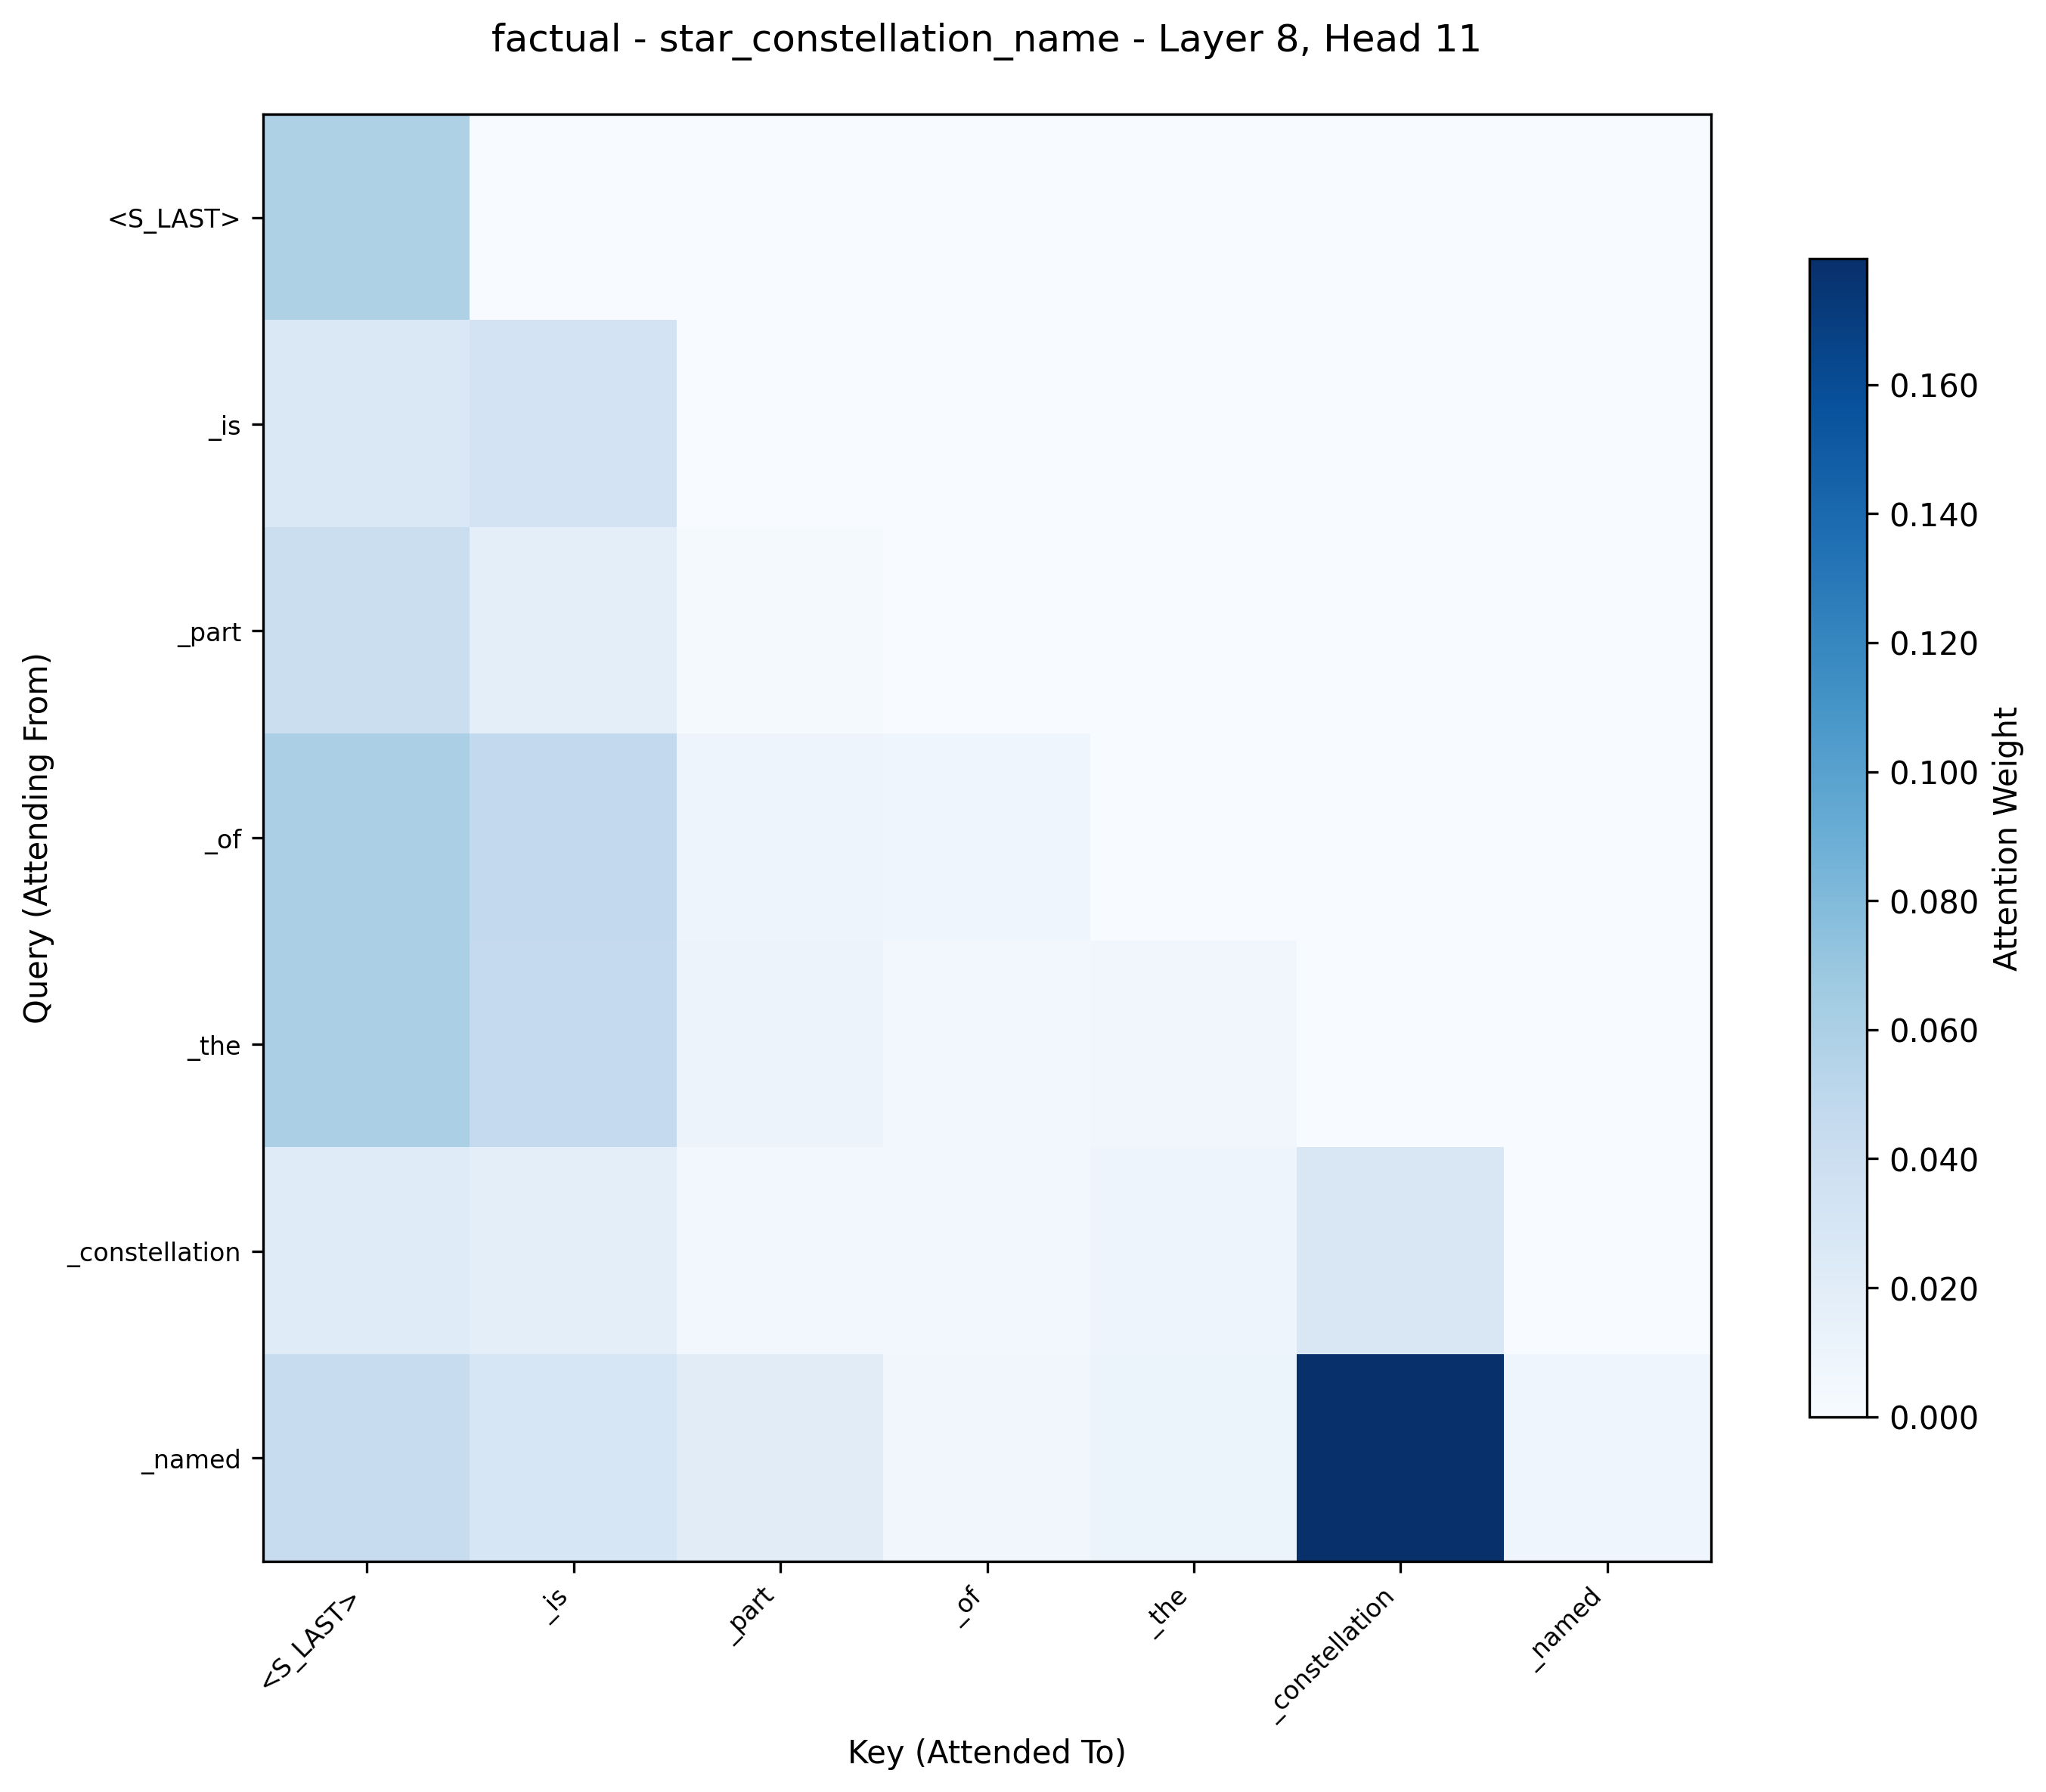 factual - star_constellation_name - Layer 8, Head 11
Query (Attending From)
<S_LAST>
_is
_part
_of
_the
_constellation
_named
<S_LAST>
_is
_part
_of
_the
_constellation
_named
Key (Attended To)
0.160
0.140
0.120
0.100
0.080
0.060
0.040
0.020
0.000
Attention Weight